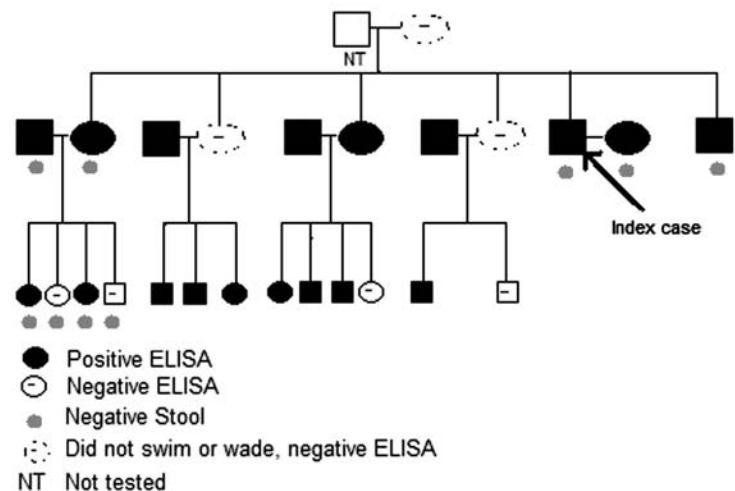 NT
Index case
Positive ELISA
Negative ELISA
Negative Stool
Did not swim or wade, negative ELISA
NT Not tested